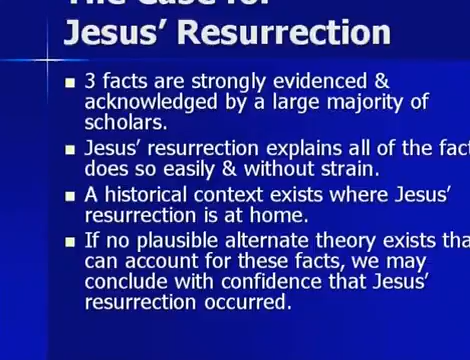 The Case for
Jesus’ Resurrection
3 facts are strongly evidenced &
acknowledged by a large majority of
scholars.
Jesus’ resurrection explains all of the
does so easily & without strain.
A historical context exists where Jesus’
resurrection is at home.
If no plausible alternate theory exists
can account for these facts, we may
conclude with confidence that Jesus’
resurrection occurred.